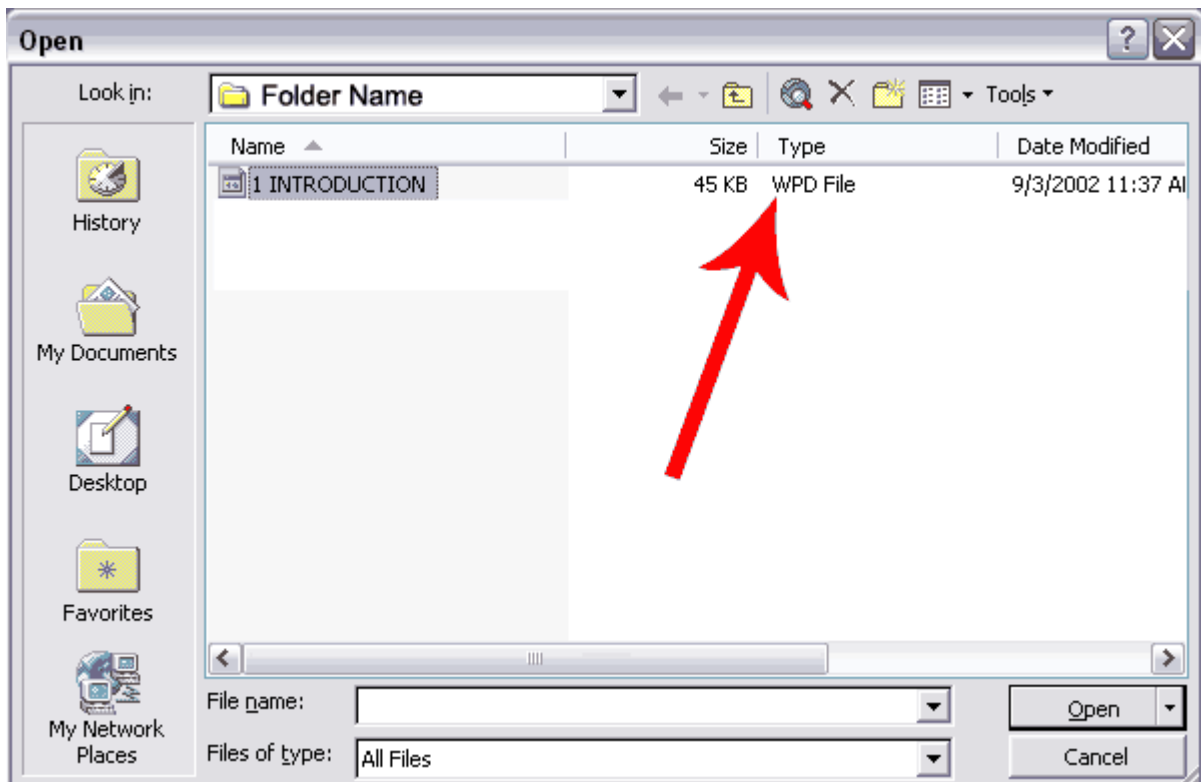 Open
?
Look in:
Folder Name
Tools
Name
Size
Type
Date Modified
1 INTRODUCTION
45 KB
WPD File
9/3/2002 11:37 A
History
My Documents
Desktop
Favorites
My Network
Places
File name:
Open
Files of type:
All Files
Cancel